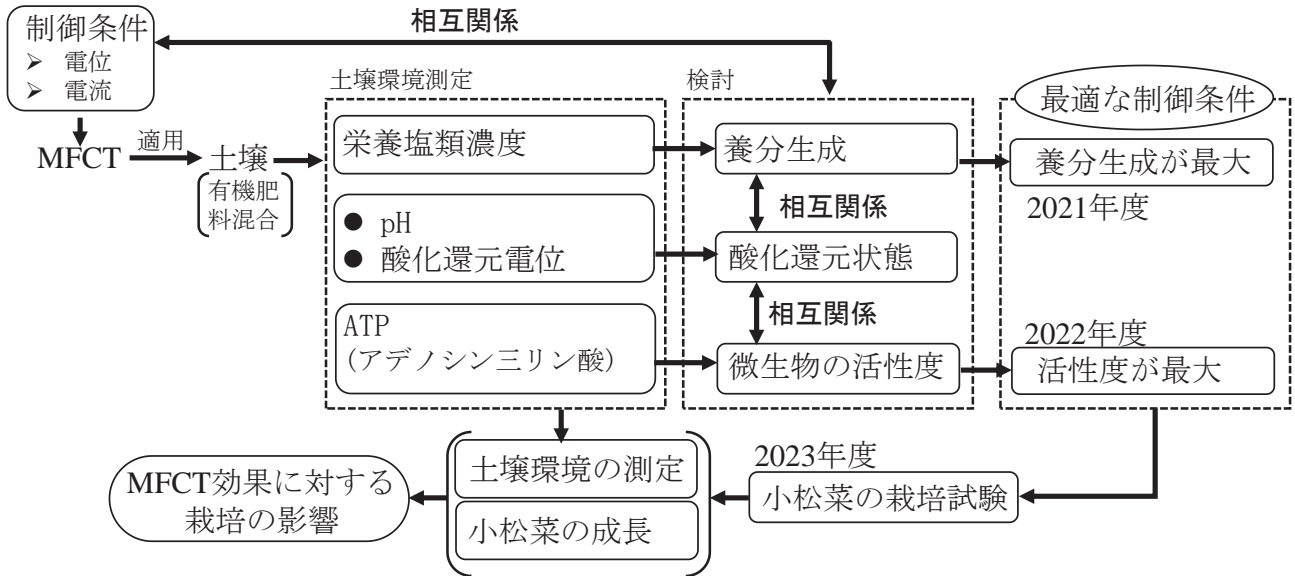 相互関係
制御条件
➢ 電位
➢ 電流
MFCT
適用
土壌
有機肥
料混合
土壌環境測定
栄養塩類濃度
● pH
● 酸化還元電位
ATP
(アデノシン三リン酸)
検討
養分生成
相互関係
酸化還元状態
相互関係
微生物の活性度
最適な制御条件
養分生成が最大
2021年度
2022年度
活性度が最大
2023年度
小松菜の栽培試験
土壌環境の測定
小松菜の成長
MFCT効果に対する
栽培の影響